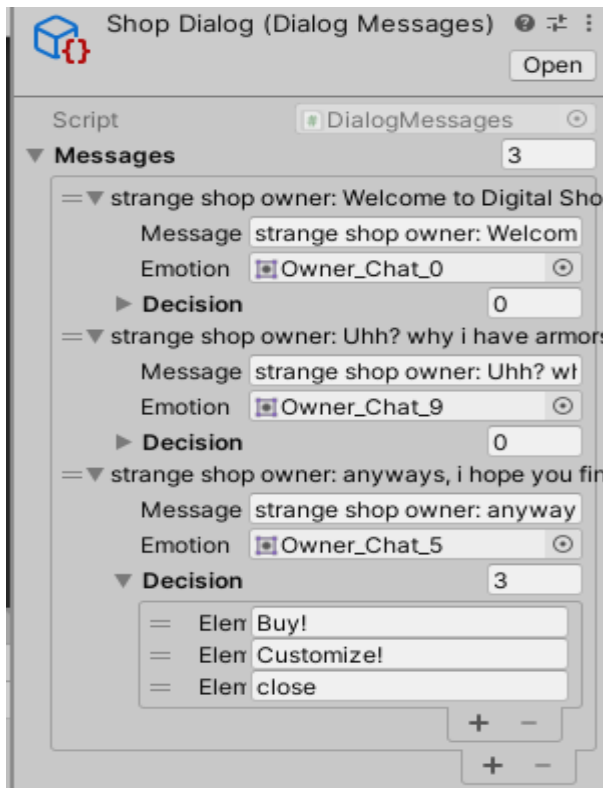 Shop Dialog (Dialog Messages)
Open
Script DialogMessages
Messages 3
strange shop owner: Welcome to Digital Sho
Message strange shop owner: Welcom
Emotion Owner_Chat_0
Decision 0
strange shop owner: Uhh? why i have armors
Message strange shop owner: Uhh? wh
Emotion Owner_Chat_9
Decision 0
strange shop owner: anyways, i hope you fin
Message strange shop owner: anyway
Emotion Owner_Chat_5
Decision 3
Elem Buy!
Elem Customize!
Elem close
+ −
+ −